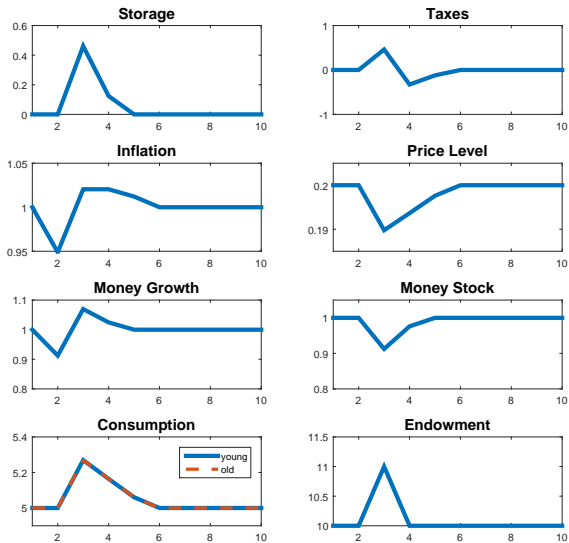 Storage
0.6
0.4
0.2
0
2 4 6 8 10
Taxes
1
0
-1
2 4 6 8 10
Inflation
1.05
1
0.95
2 4 6 8 10
Price Level
0.2
0.19
2 4 6 8 10
Money Growth
1.1
1
0.9
0.8
2 4 6 8 10
Money Stock
1
0.9
0.8
2 4 6 8 10
Consumption
5.4
5.2
5
young
old
2 4 6 8 10
Endowment
11.5
11
10.5
10
2 4 6 8 10